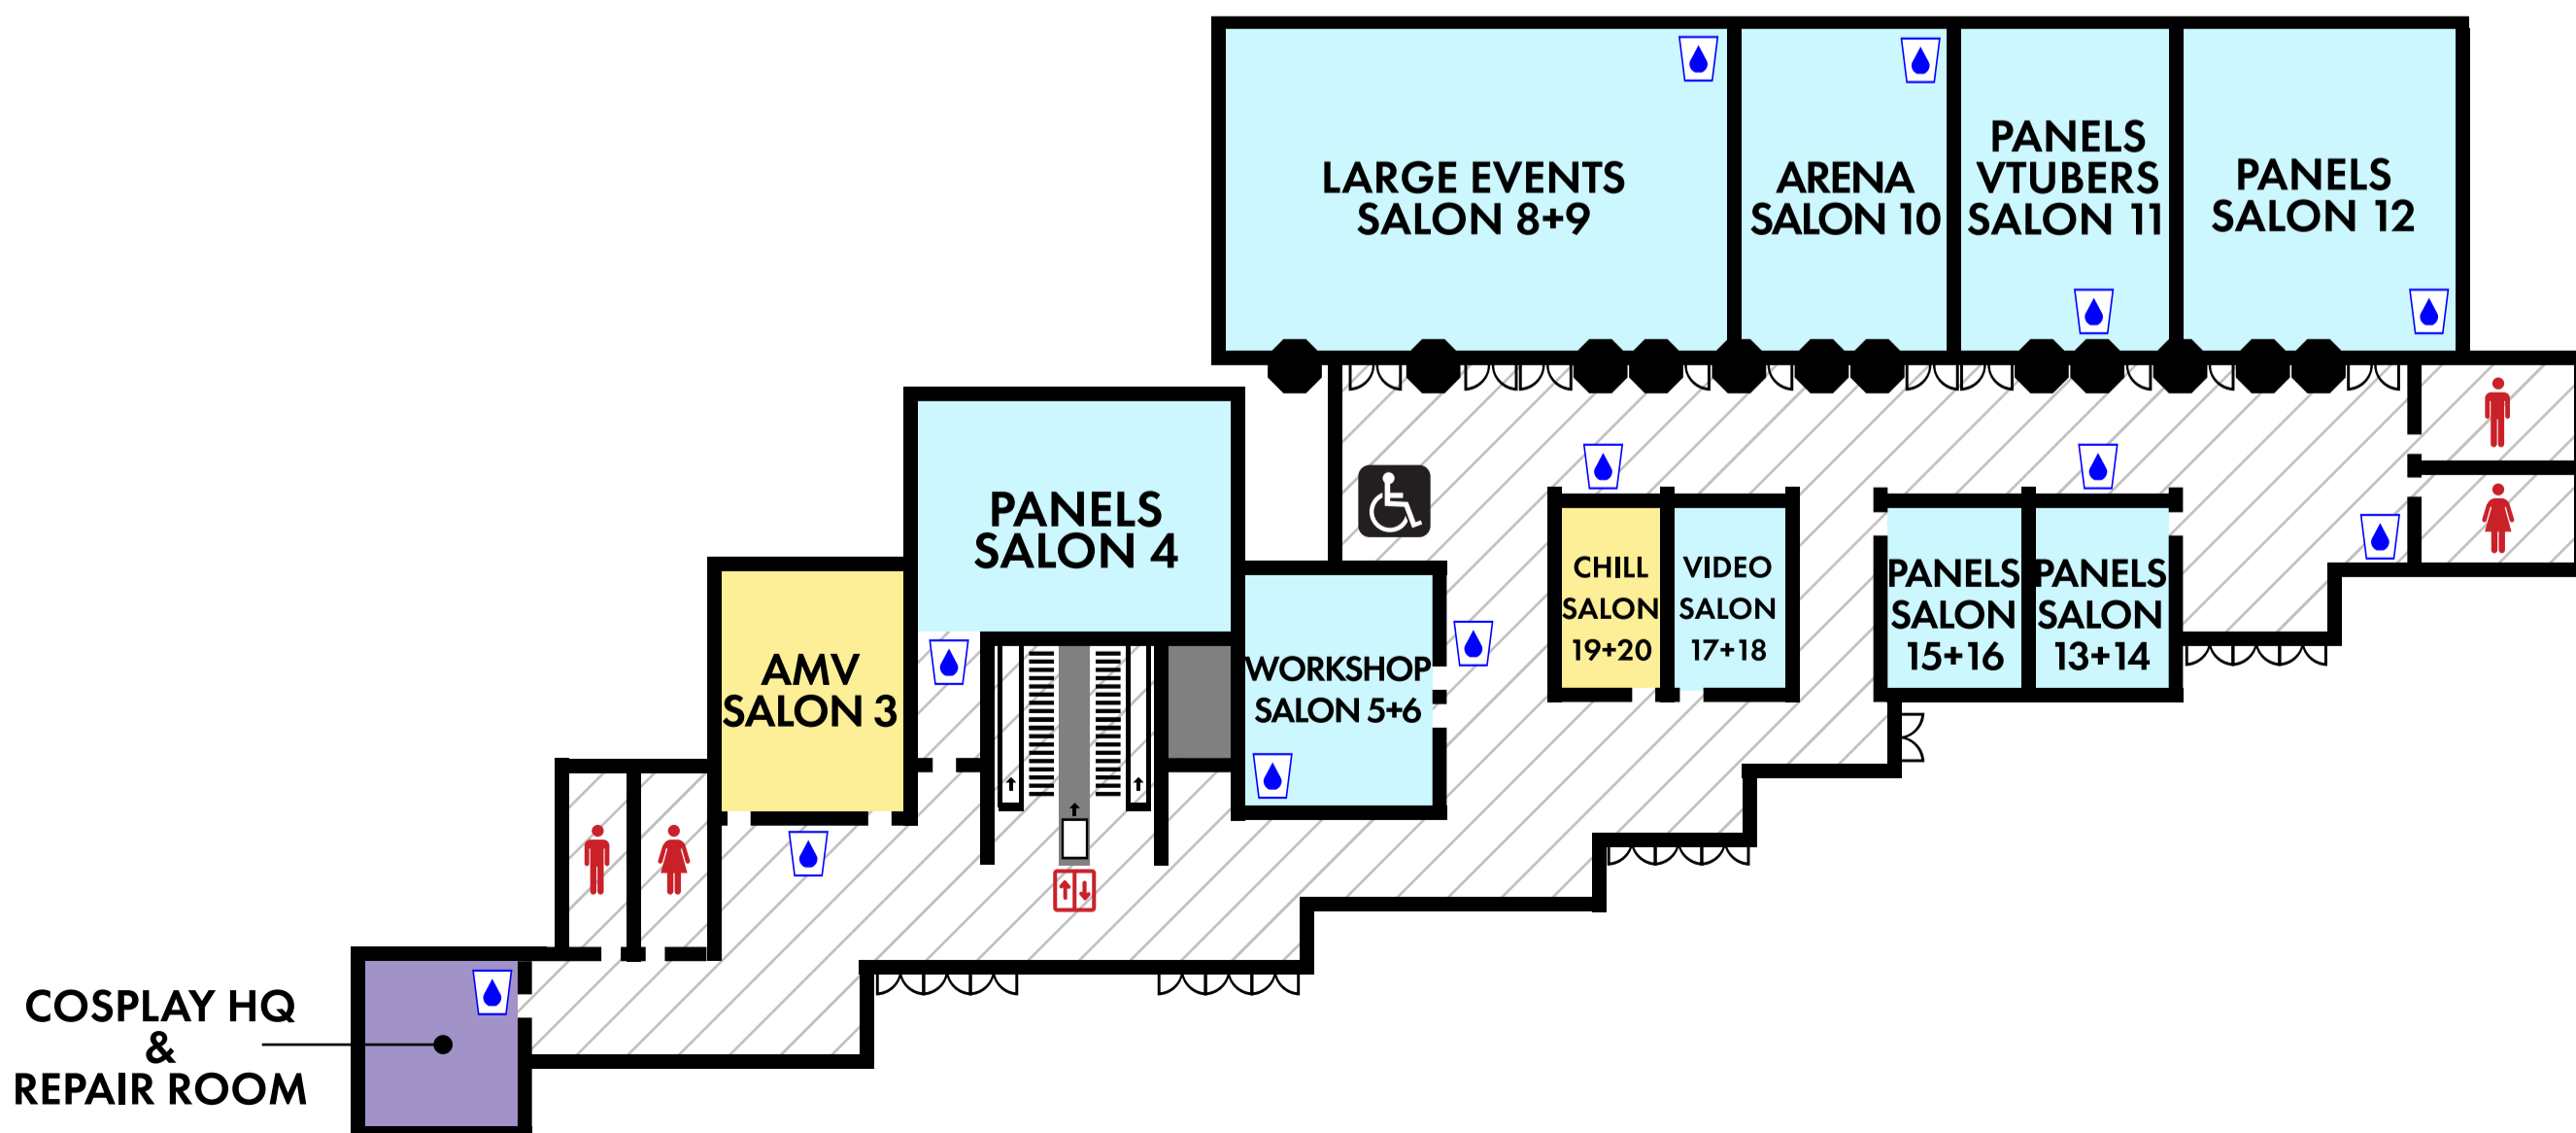 LARGE EVENTS
SALON 8+9
ARENA
SALON 10
PANELS
VTUBERS
SALON 11
PANELS
SALON 12
PANELS
SALON 4
AMV
SALON 3
WORKSHOP
SALON 5+6
CHILL
SALON
19+20
VIDEO
SALON
17+18
PANELS
SALON
15+16
PANELS
SALON
13+14
COSPLAY HQ
&
REPAIR ROOM